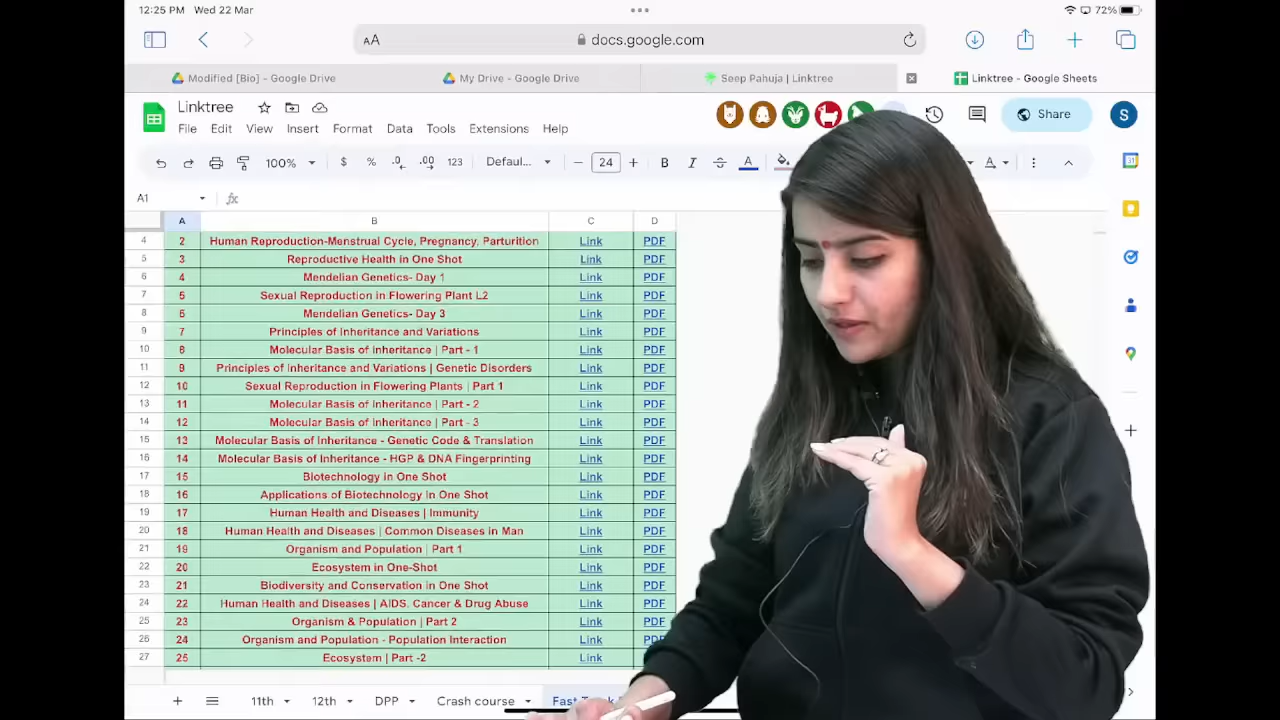 12:25 PM Wed 22 Mar
72%
AA docs.google.com
Modified [Bio] - Google Drive
My Drive - Google Drive
Seep Pahuja | Linktree
Linktree - Google Sheets
Linktree
Share
S
File Edit View Insert Format Data Tools Extensions Help
100% $ % .0 .00 123 Defaul... 24 B I S A A
A1 fx
A B C D
4 2 Human Reproduction-Menstrual Cycle, Pregnancy, Parturition Link PDF
5 3 Reproductive Health in One Shot Link PDF
6 4 Mendelian Genetics- Day 1 Link PDF
7 5 Sexual Reproduction in Flowering Plant L2 Link PDF
8 6 Mendelian Genetics- Day 3 Link PDF
9 7 Principles of Inheritance and Variations Link PDF
10 8 Molecular Basis of Inheritance | Part - 1 Link PDF
11 9 Principles of Inheritance and Variations | Genetic Disorders Link PDF
12 10 Sexual Reproduction in Flowering Plants | Part 1 Link PDF
13 11 Molecular Basis of Inheritance | Part - 2 Link PDF
14 12 Molecular Basis of Inheritance | Part - 3 Link PDF
15 13 Molecular Basis of Inheritance - Genetic Code & Translation Link PDF
16 14 Molecular Basis of Inheritance - HGP & DNA Fingerprinting Link PDF
17 15 Biotechnology in One Shot Link PDF
18 16 Applications of Biotechnology in One Shot Link PDF
19 17 Human Health and Diseases | Immunity Link PDF
20 18 Human Health and Diseases | Common Diseases in Man Link PDF
21 19 Organism and Population | Part 1 Link PDF
22 20 Ecosystem in One-Shot Link PDF
23 21 Biodiversity and Conservation in One Shot Link PDF
24 22 Human Health and Diseases | AIDS, Cancer & Drug Abuse Link PDF
25 23 Organism & Population | Part 2 Link PDF
26 24 Organism and Population - Population Interaction Link PDF
27 25 Ecosystem | Part -2 Link
11th 12th DPP Crash course Fast Track